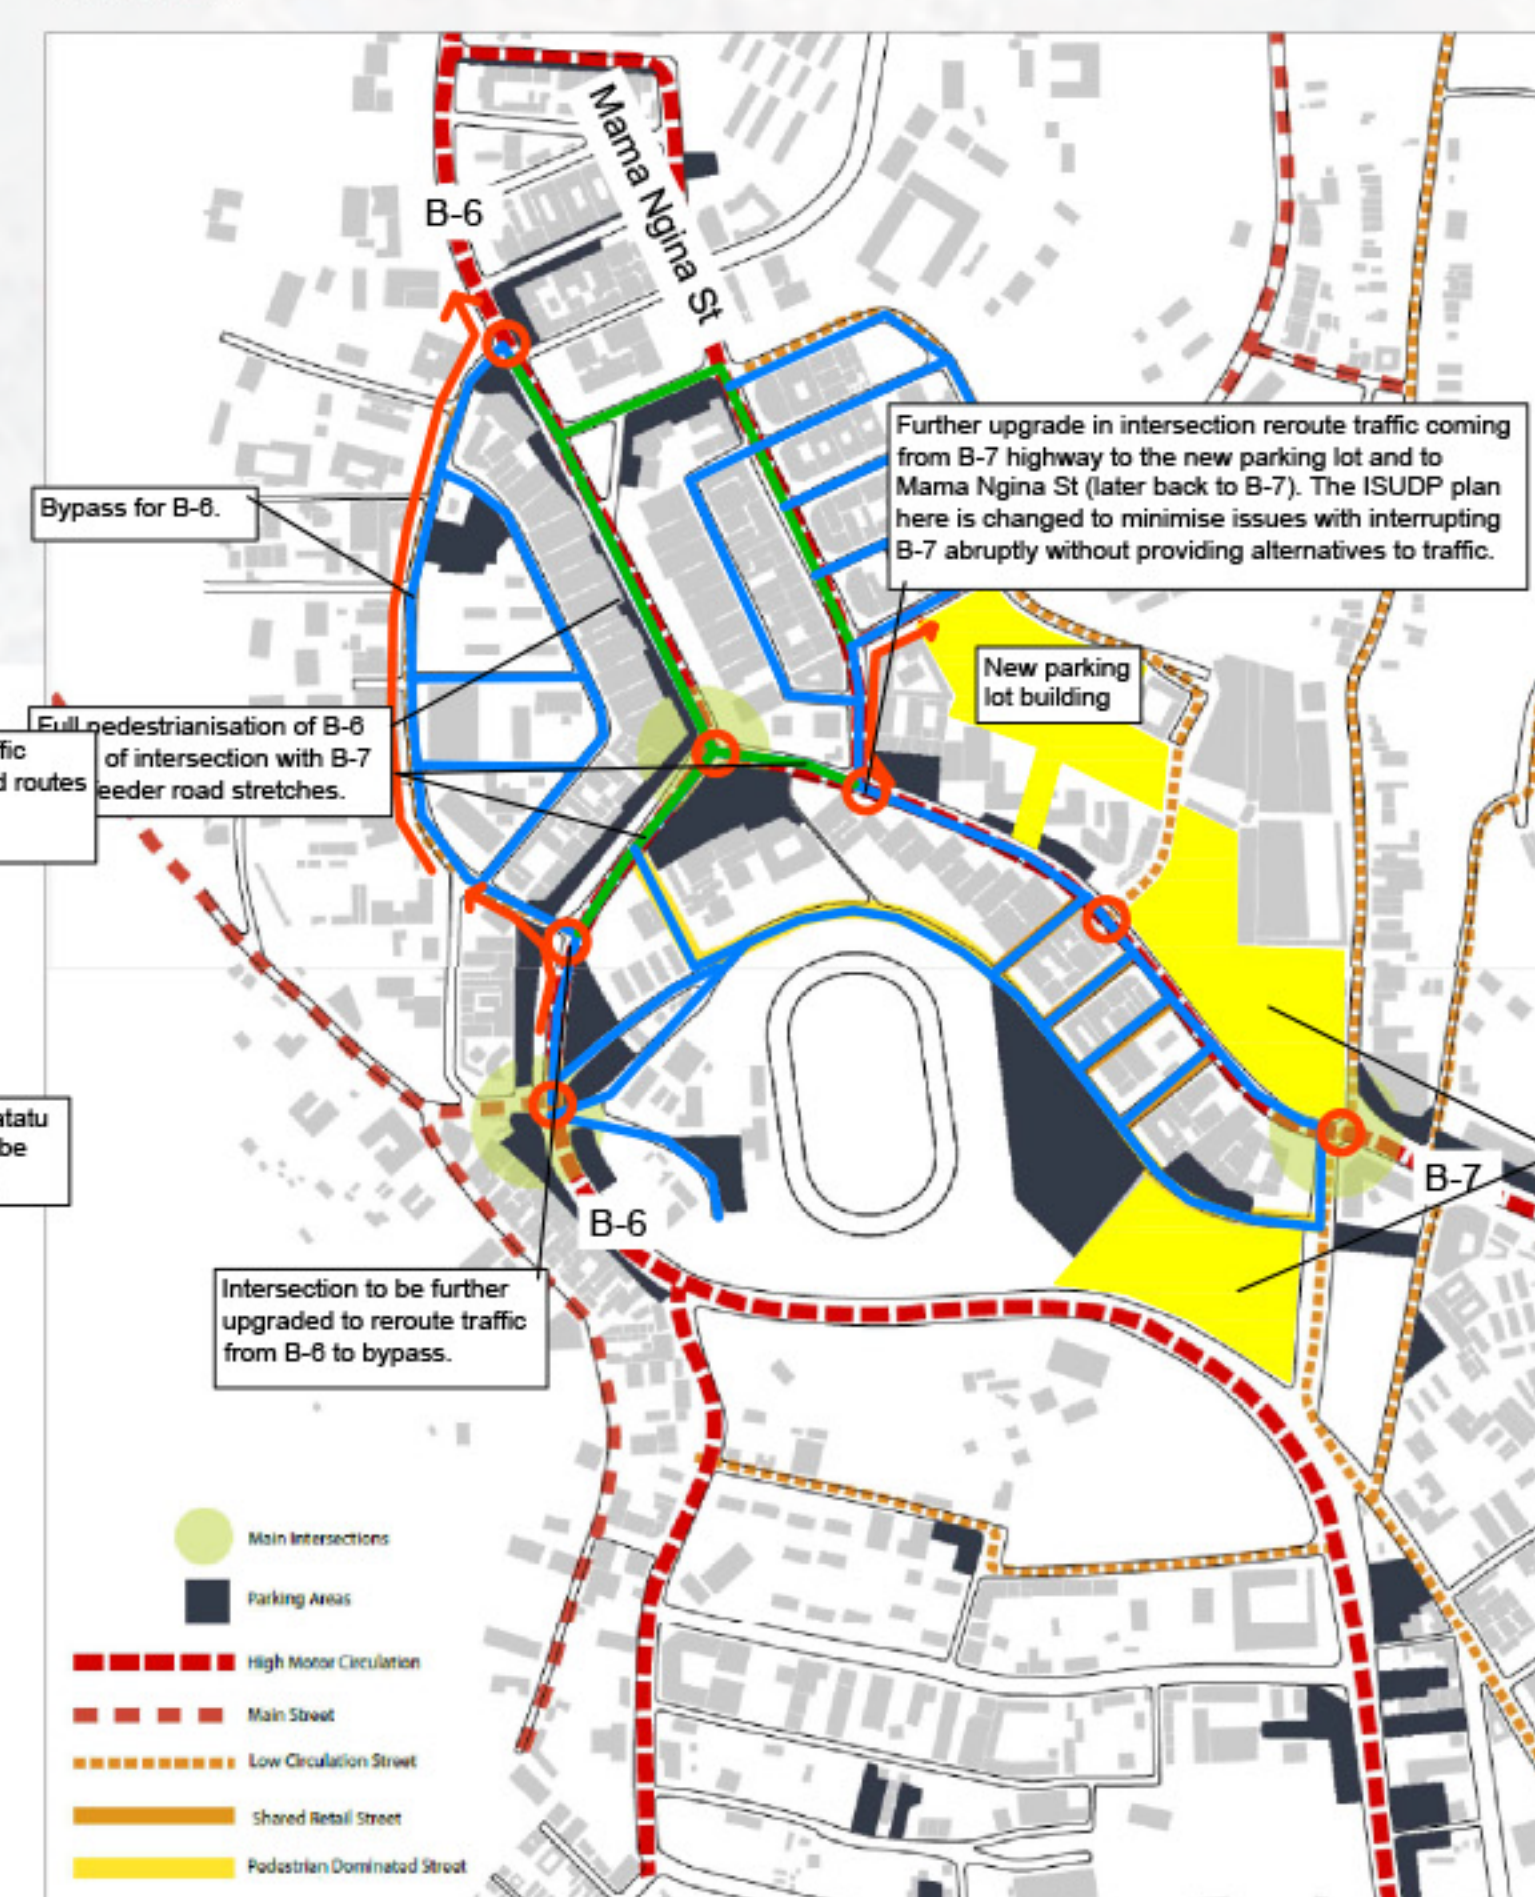 Mama Ngina St
B-6
Further upgrade in intersection reroute traffic coming
from B-7 highway to the new parking lot and to
Mama Ngina St (later back to B-7). The ISUDP plan
here is changed to minimise issues with interrupting
B-7 abruptly without providing alternatives to traffic.
Bypass for B-6.
New parking
lot building
Full pedestrianisation of B-6
of intersection with B-7
eeder road stretches.
ffic
d routes
atatu
be
B-7
B-6
Intersection to be further
upgraded to reroute traffic
from B-6 to bypass.
Main Intersections
Parking Areas
High Motor Circulation
Main Street
Low Circulation Street
Shared Retail Street
Pedestrian Dominated Street